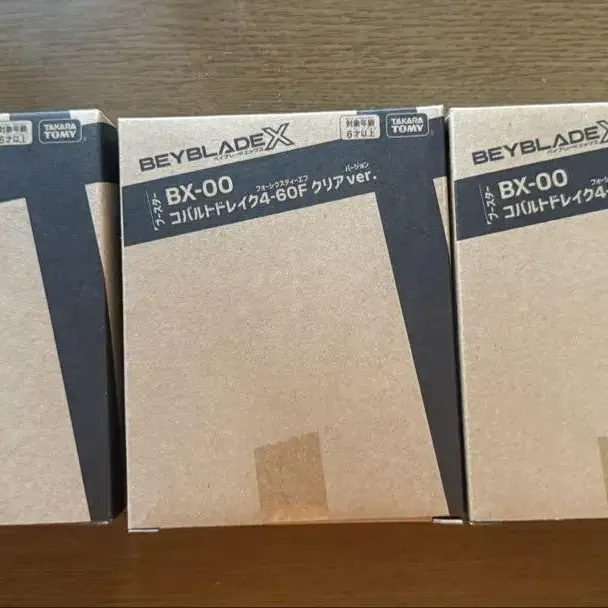 対象年齢
6才以上
TAKARA
TOMY
BEYBLADE X
ベイブレードエックス
対象年齢
6才以上
TAKARA
TOMY
ブースター
BX-00
フォーシックスティーエフ
バージョン
コバルトドレイク4-60F クリアver.
BEYBLADE
ベイブレードエックス
ブースター
BX-00
コバルトドレイク4-